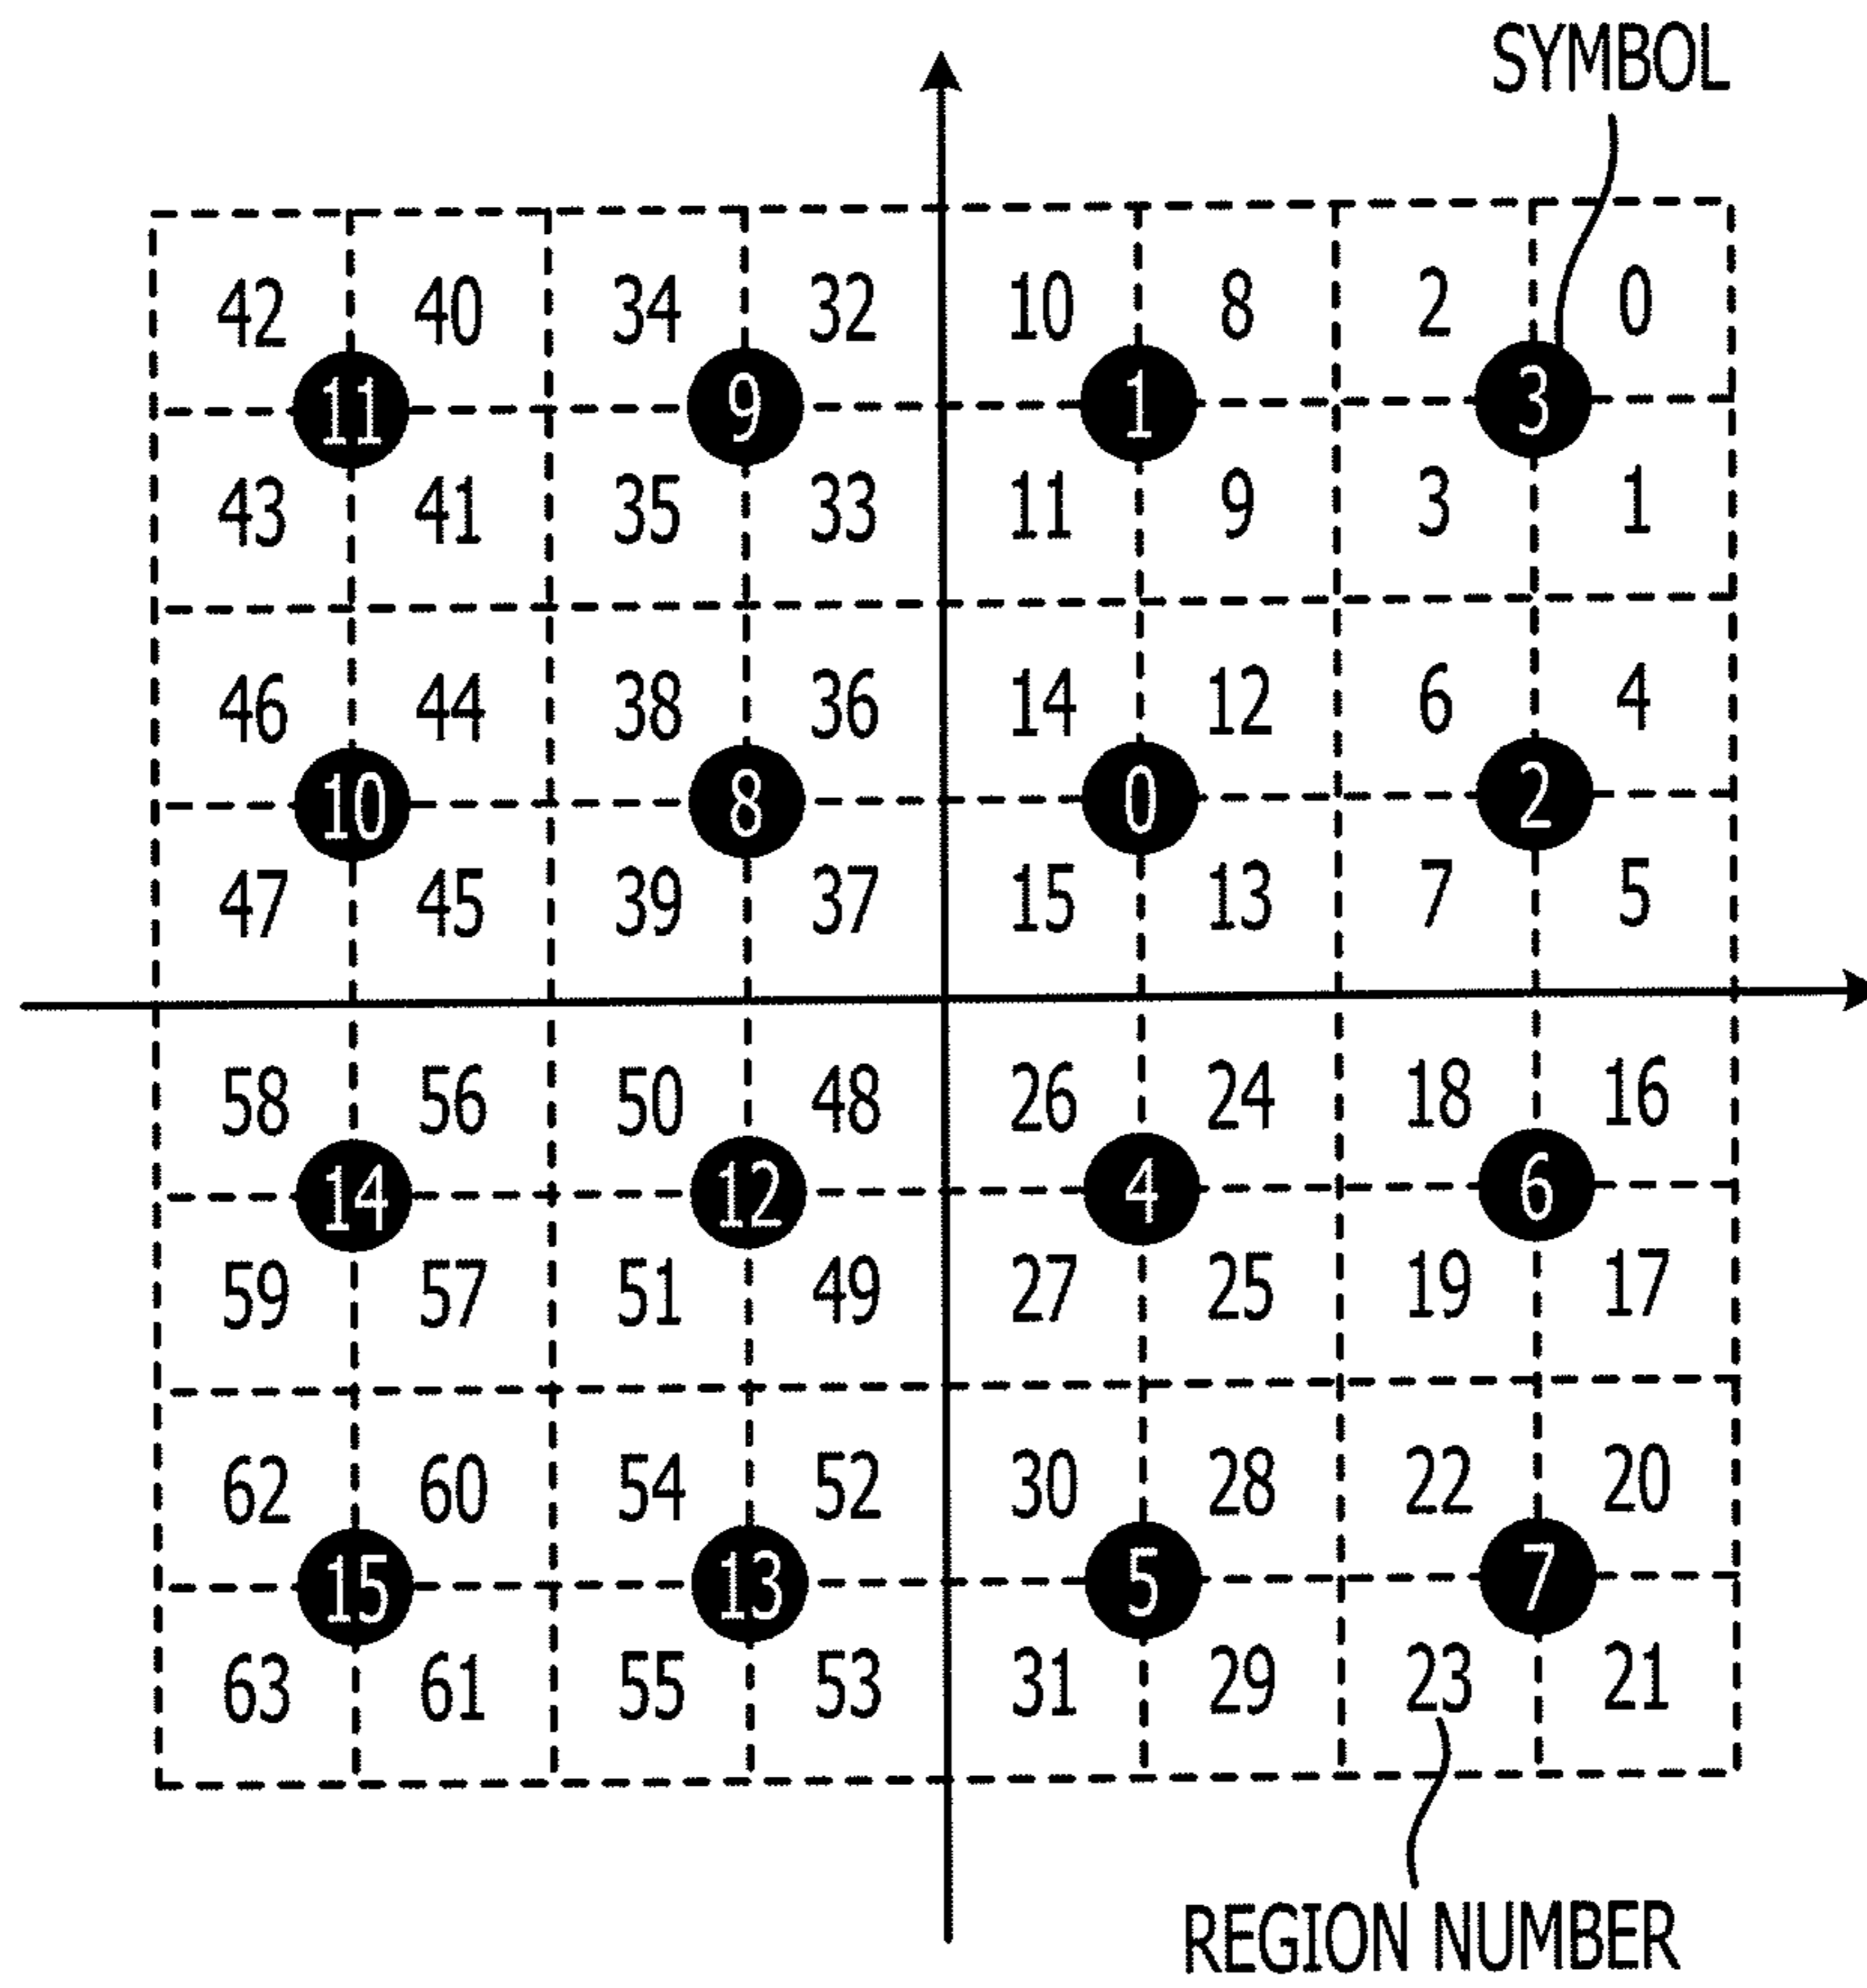 SYMBOL
42 40 34 32 10 8 2 0
11 9 1 3
43 41 35 33 11 9 3 1
46 44 38 36 14 12 6 4
10 8 0 2
47 45 39 37 15 13 7 5
58 56 50 48 26 24 18 16
14 12 4 6
59 57 51 49 27 25 19 17
62 60 54 52 30 28 22 20
15 13 5 7
63 61 55 53 31 29 23 21
REGION NUMBER